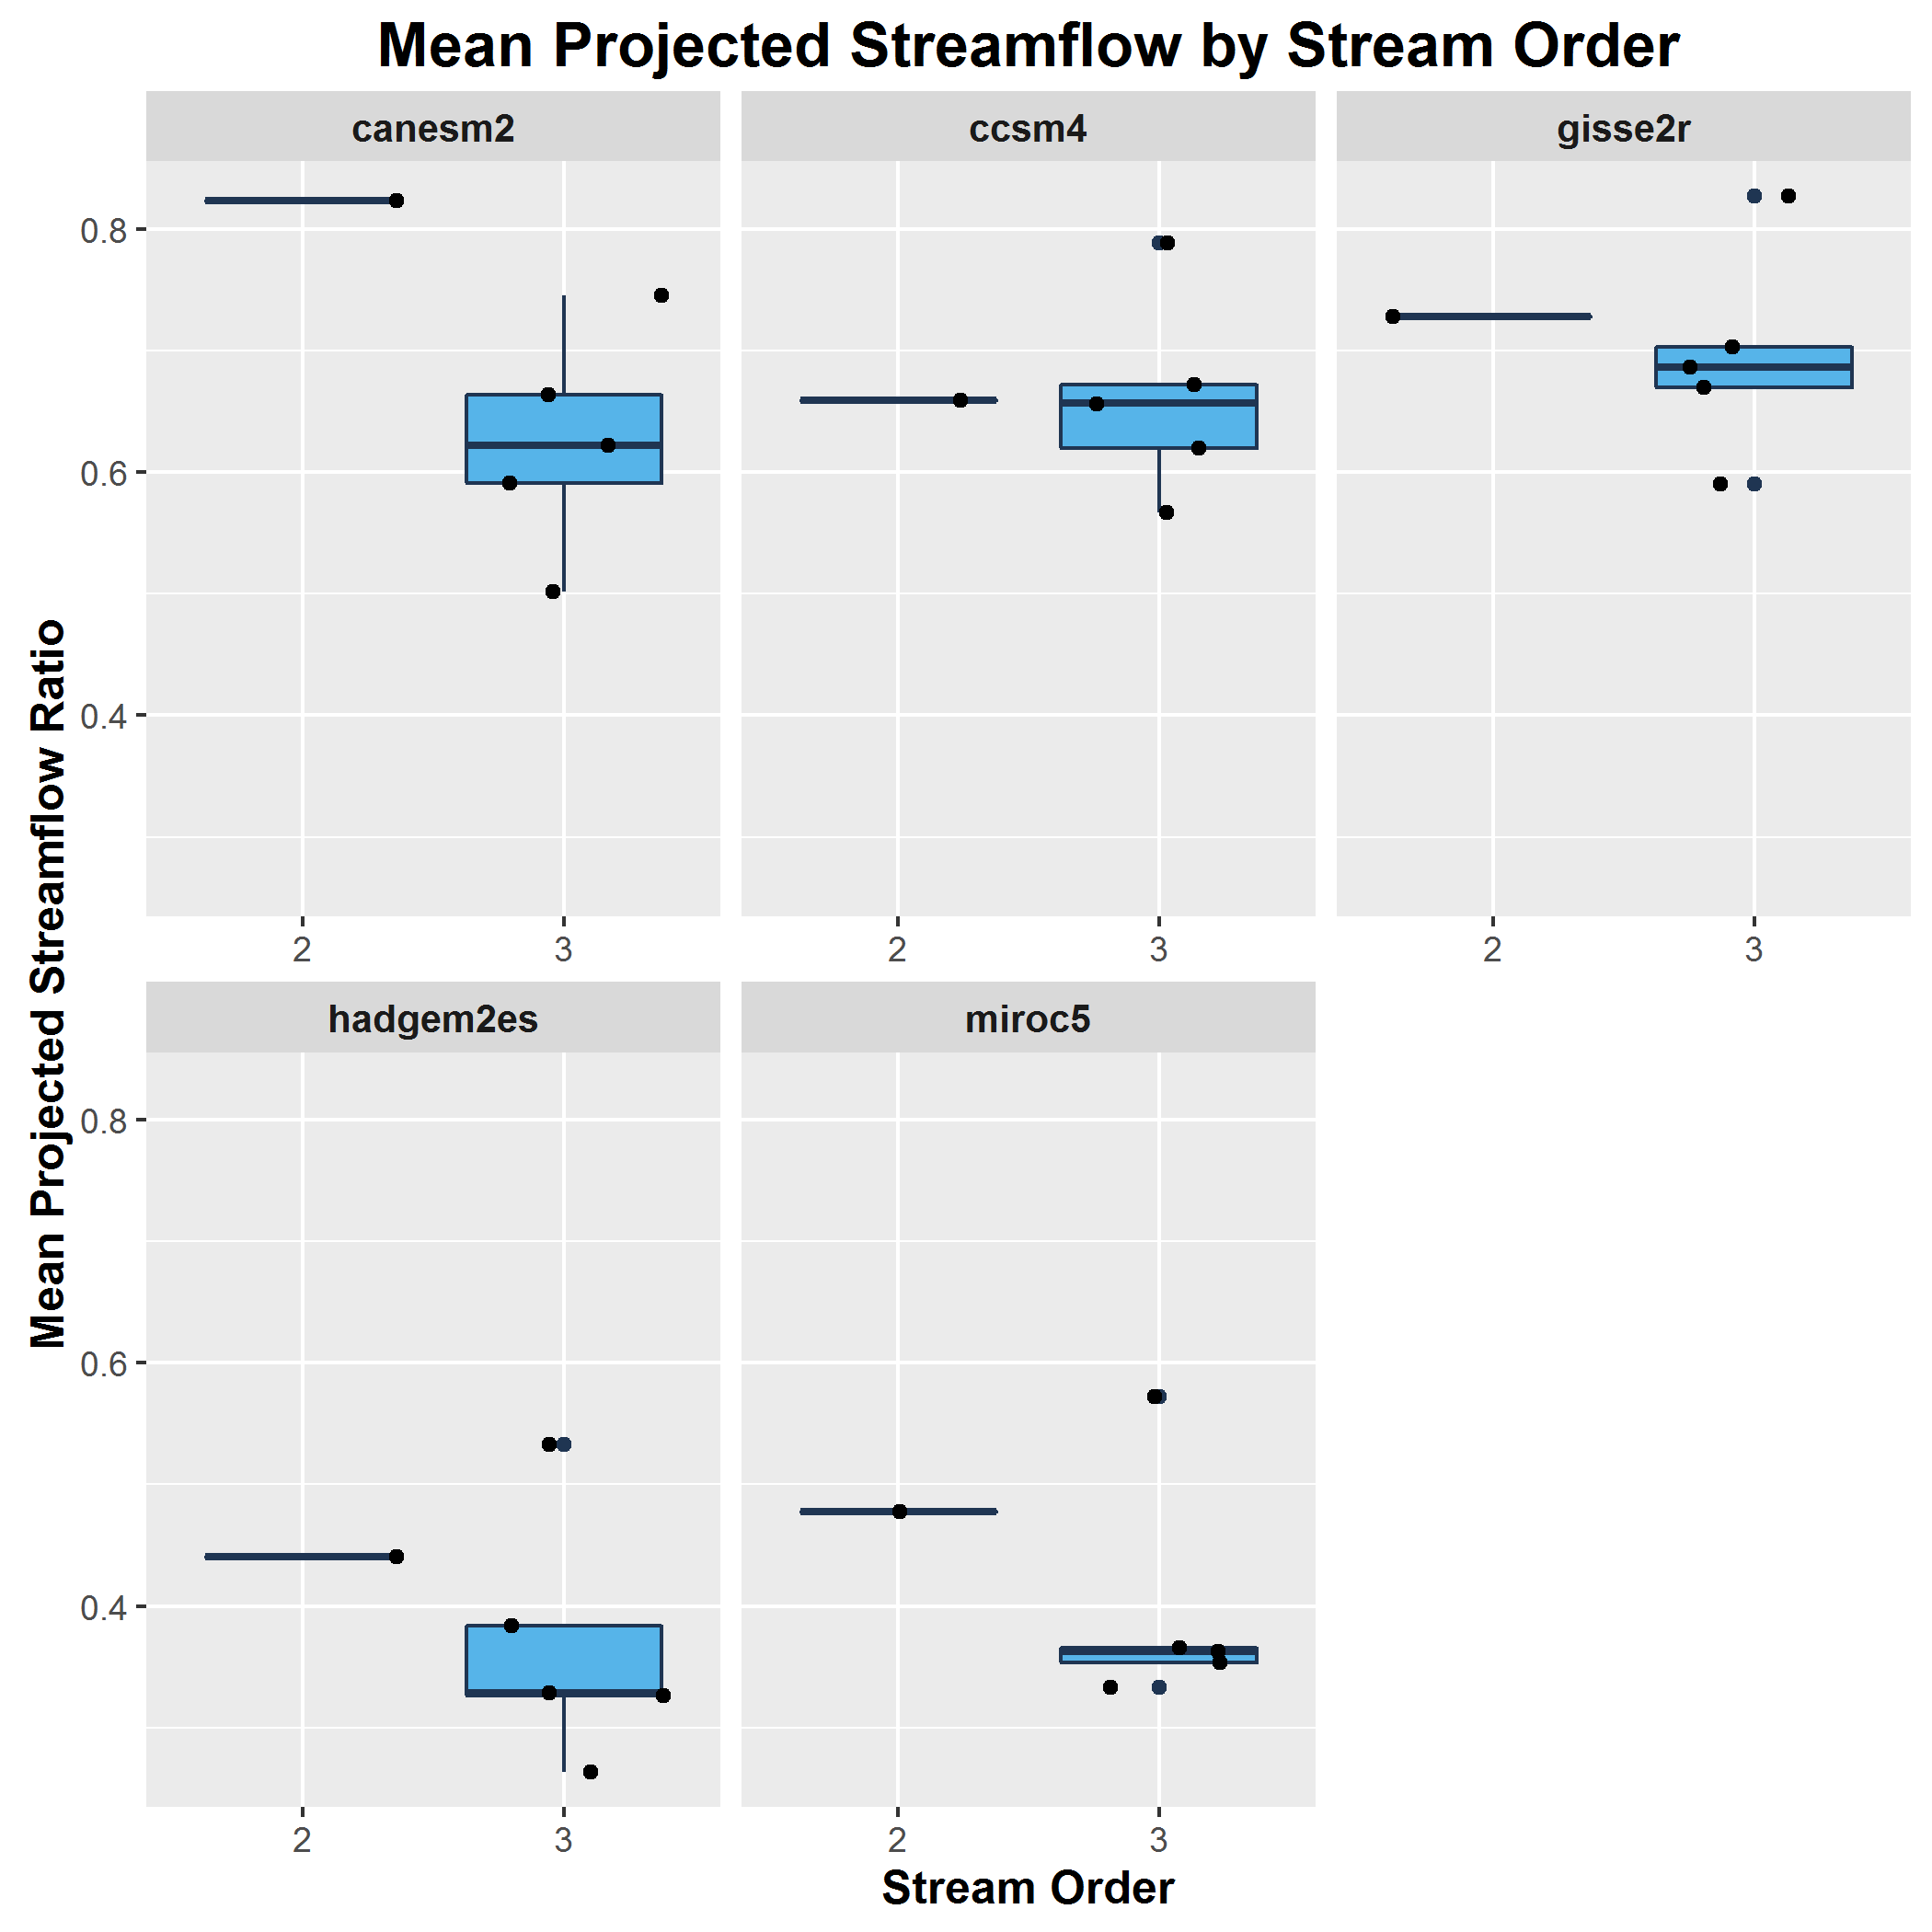 Mean Projected Streamflow by Stream Order
canesm2
ccsm4
gisse2r
0.8
0.6
0.4
2
3
2
3
2
3
Mean Projected Streamflow Ratio
hadgem2es
miroc5
0.8
0.6
0.4
2
3
2
3
Stream Order